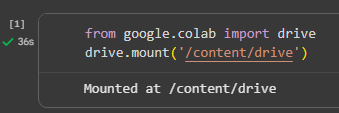 [1]
36s
from google.colab import drive
drive.mount('/content/drive')
Mounted at /content/drive